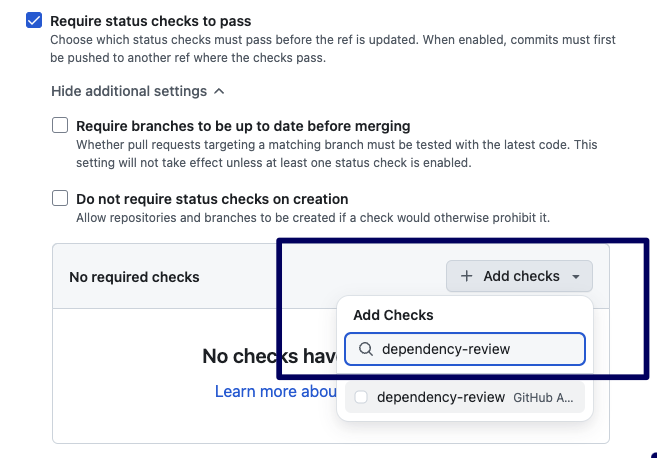 Require status checks to pass
Choose which status checks must pass before the ref is updated. When enabled, commits must first
be pushed to another ref where the checks pass.
Hide additional settings
Require branches to be up to date before merging
Whether pull requests targeting a matching branch must be tested with the latest code. This
setting will not take effect unless at least one status check is enabled.
Do not require status checks on creation
Allow repositories and branches to be created if a check would otherwise prohibit it.
No required checks
+ Add checks
Add Checks
dependency-review
No checks have
Learn more abou
dependency-review GitHub A...